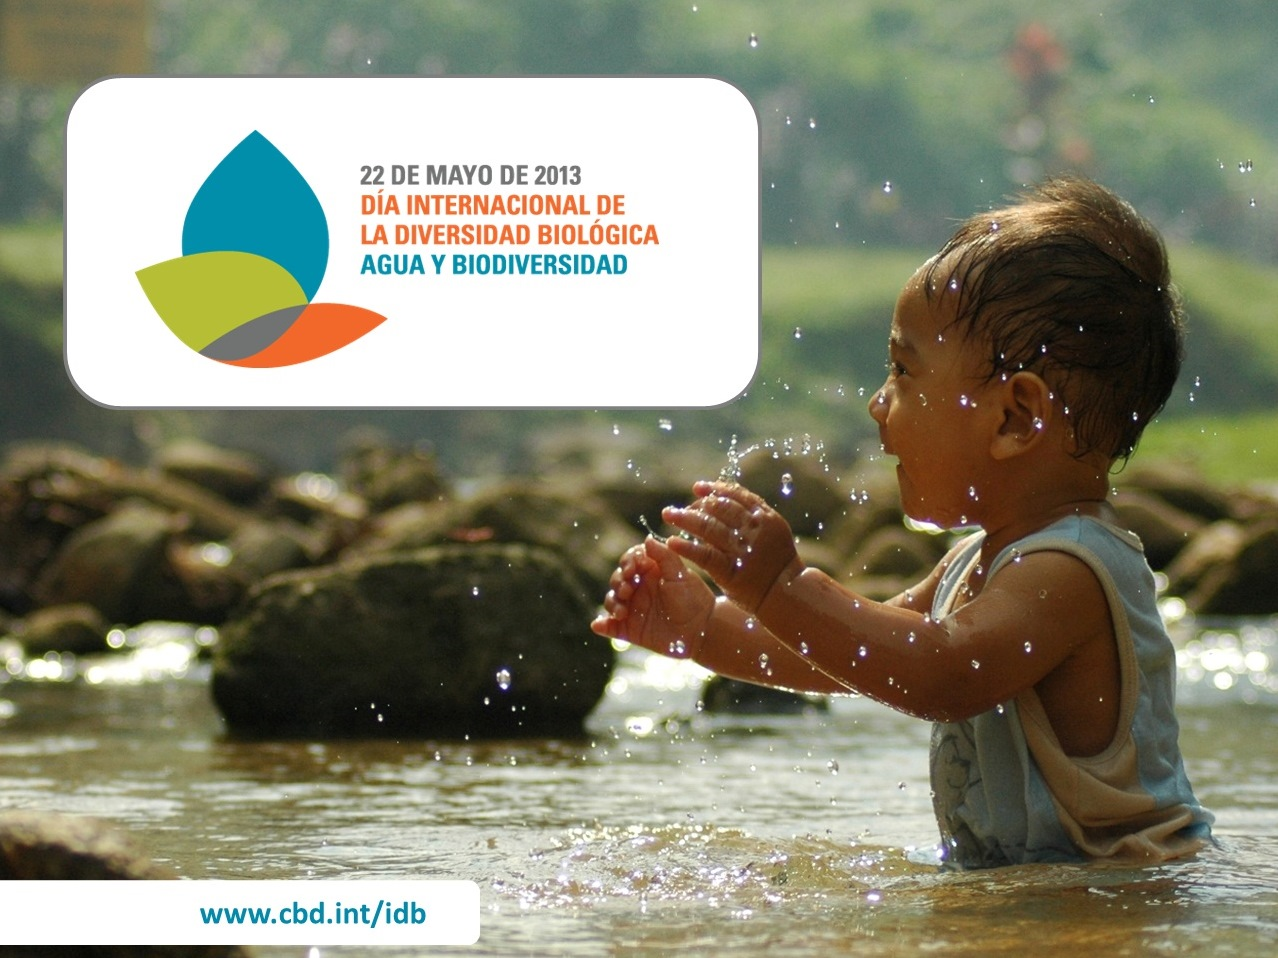 22 DE MAYO DE 2013
DÍA INTERNACIONAL DE
LA DIVERSIDAD BIOLÓGICA
AGUA Y BIODIVERSIDAD
www.cbd.int/idb